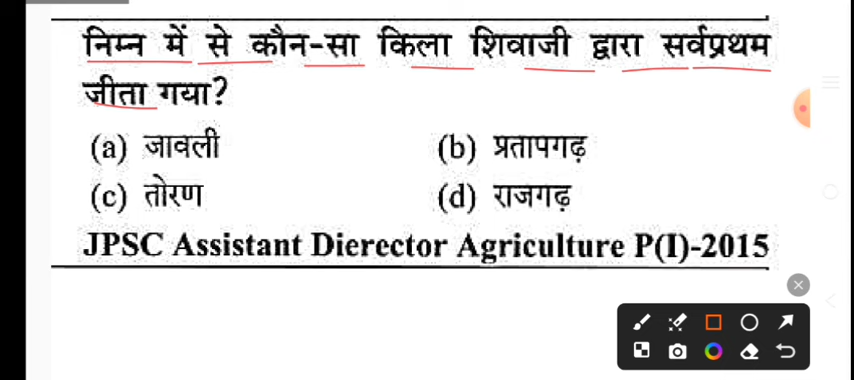 निम्न में से कौन-सा किला शिवाजी द्वारा सर्वप्रथम
जीता गया?
(a) जावली (b) प्रतापगढ़
(c) तोरण (d) राजगढ़
JPSC Assistant Dierector Agriculture P(I)-2015